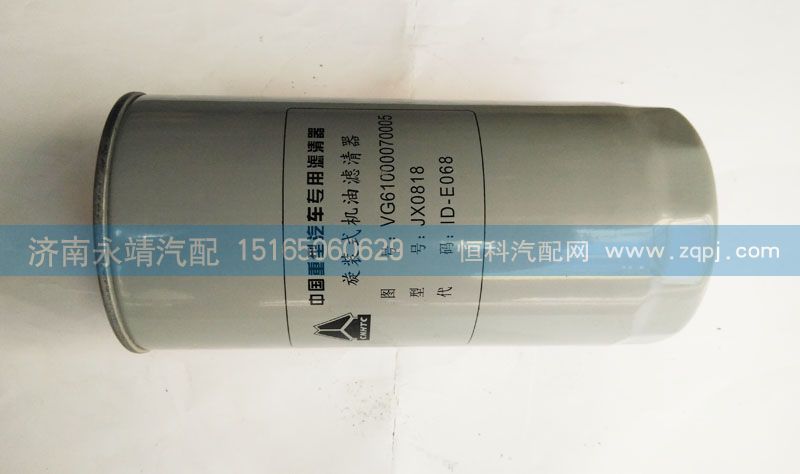 中国重型汽车专用滤清器
旋装式机油滤清器
图 号：VG61000070005
型 号：JX0818
代 码：ID-E068
CNHTC
济南永靖汽配 15165060629 恒科汽配网 www.zqpj.com